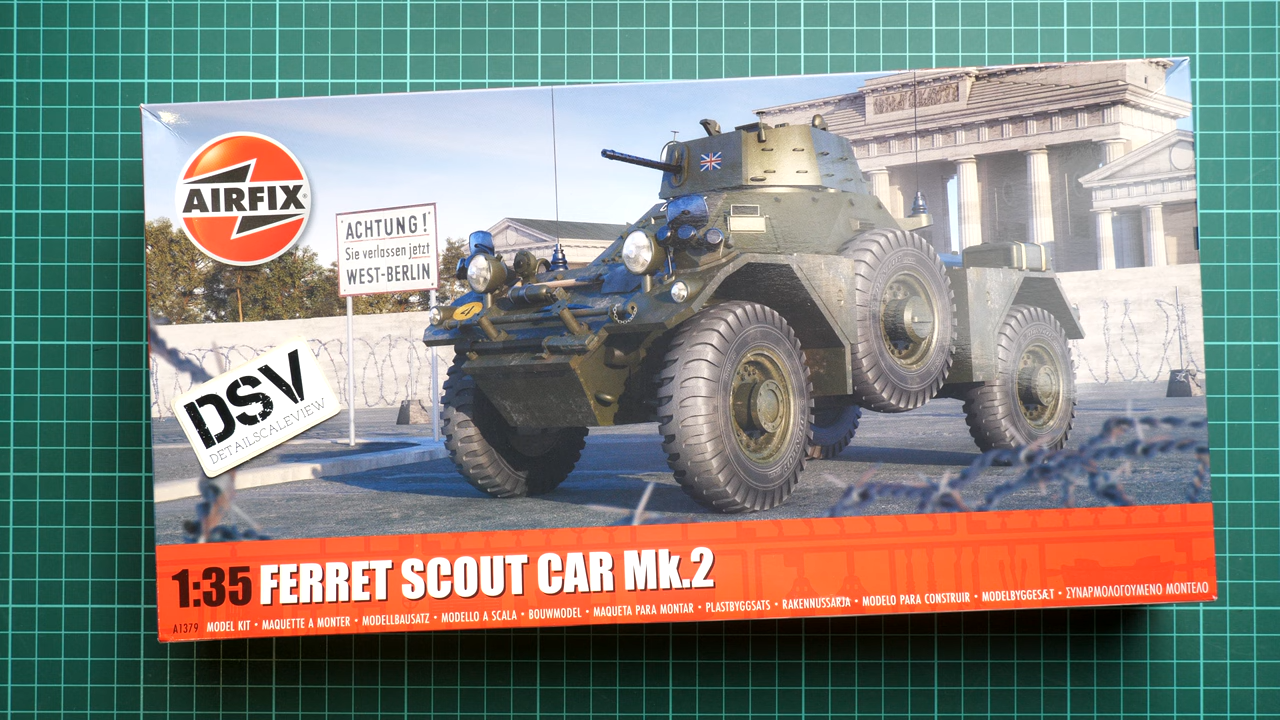 AIRFIX
ACHTUNG!
Sie verlassen jetzt
WEST-BERLIN
4
DSV
DETAILSCALEVIEW
1:35 FERRET SCOUT CAR Mk.2
A1379 MODEL KIT • MAQUETTE A MONTER • MODELLBAUSATZ • MODELLO A SCALA • BOUWMODEL • MAQUETA PARA MONTAR • PLASTBYGGSATS • RAKENNUSSARJA • MODELO PARA CONSTRUIR • MODELBYGGESÆT • ΣΥΝΑΡΜΟΛΟΓΟΥΜΕΝΟ ΜΟΝΤΕΛΟ